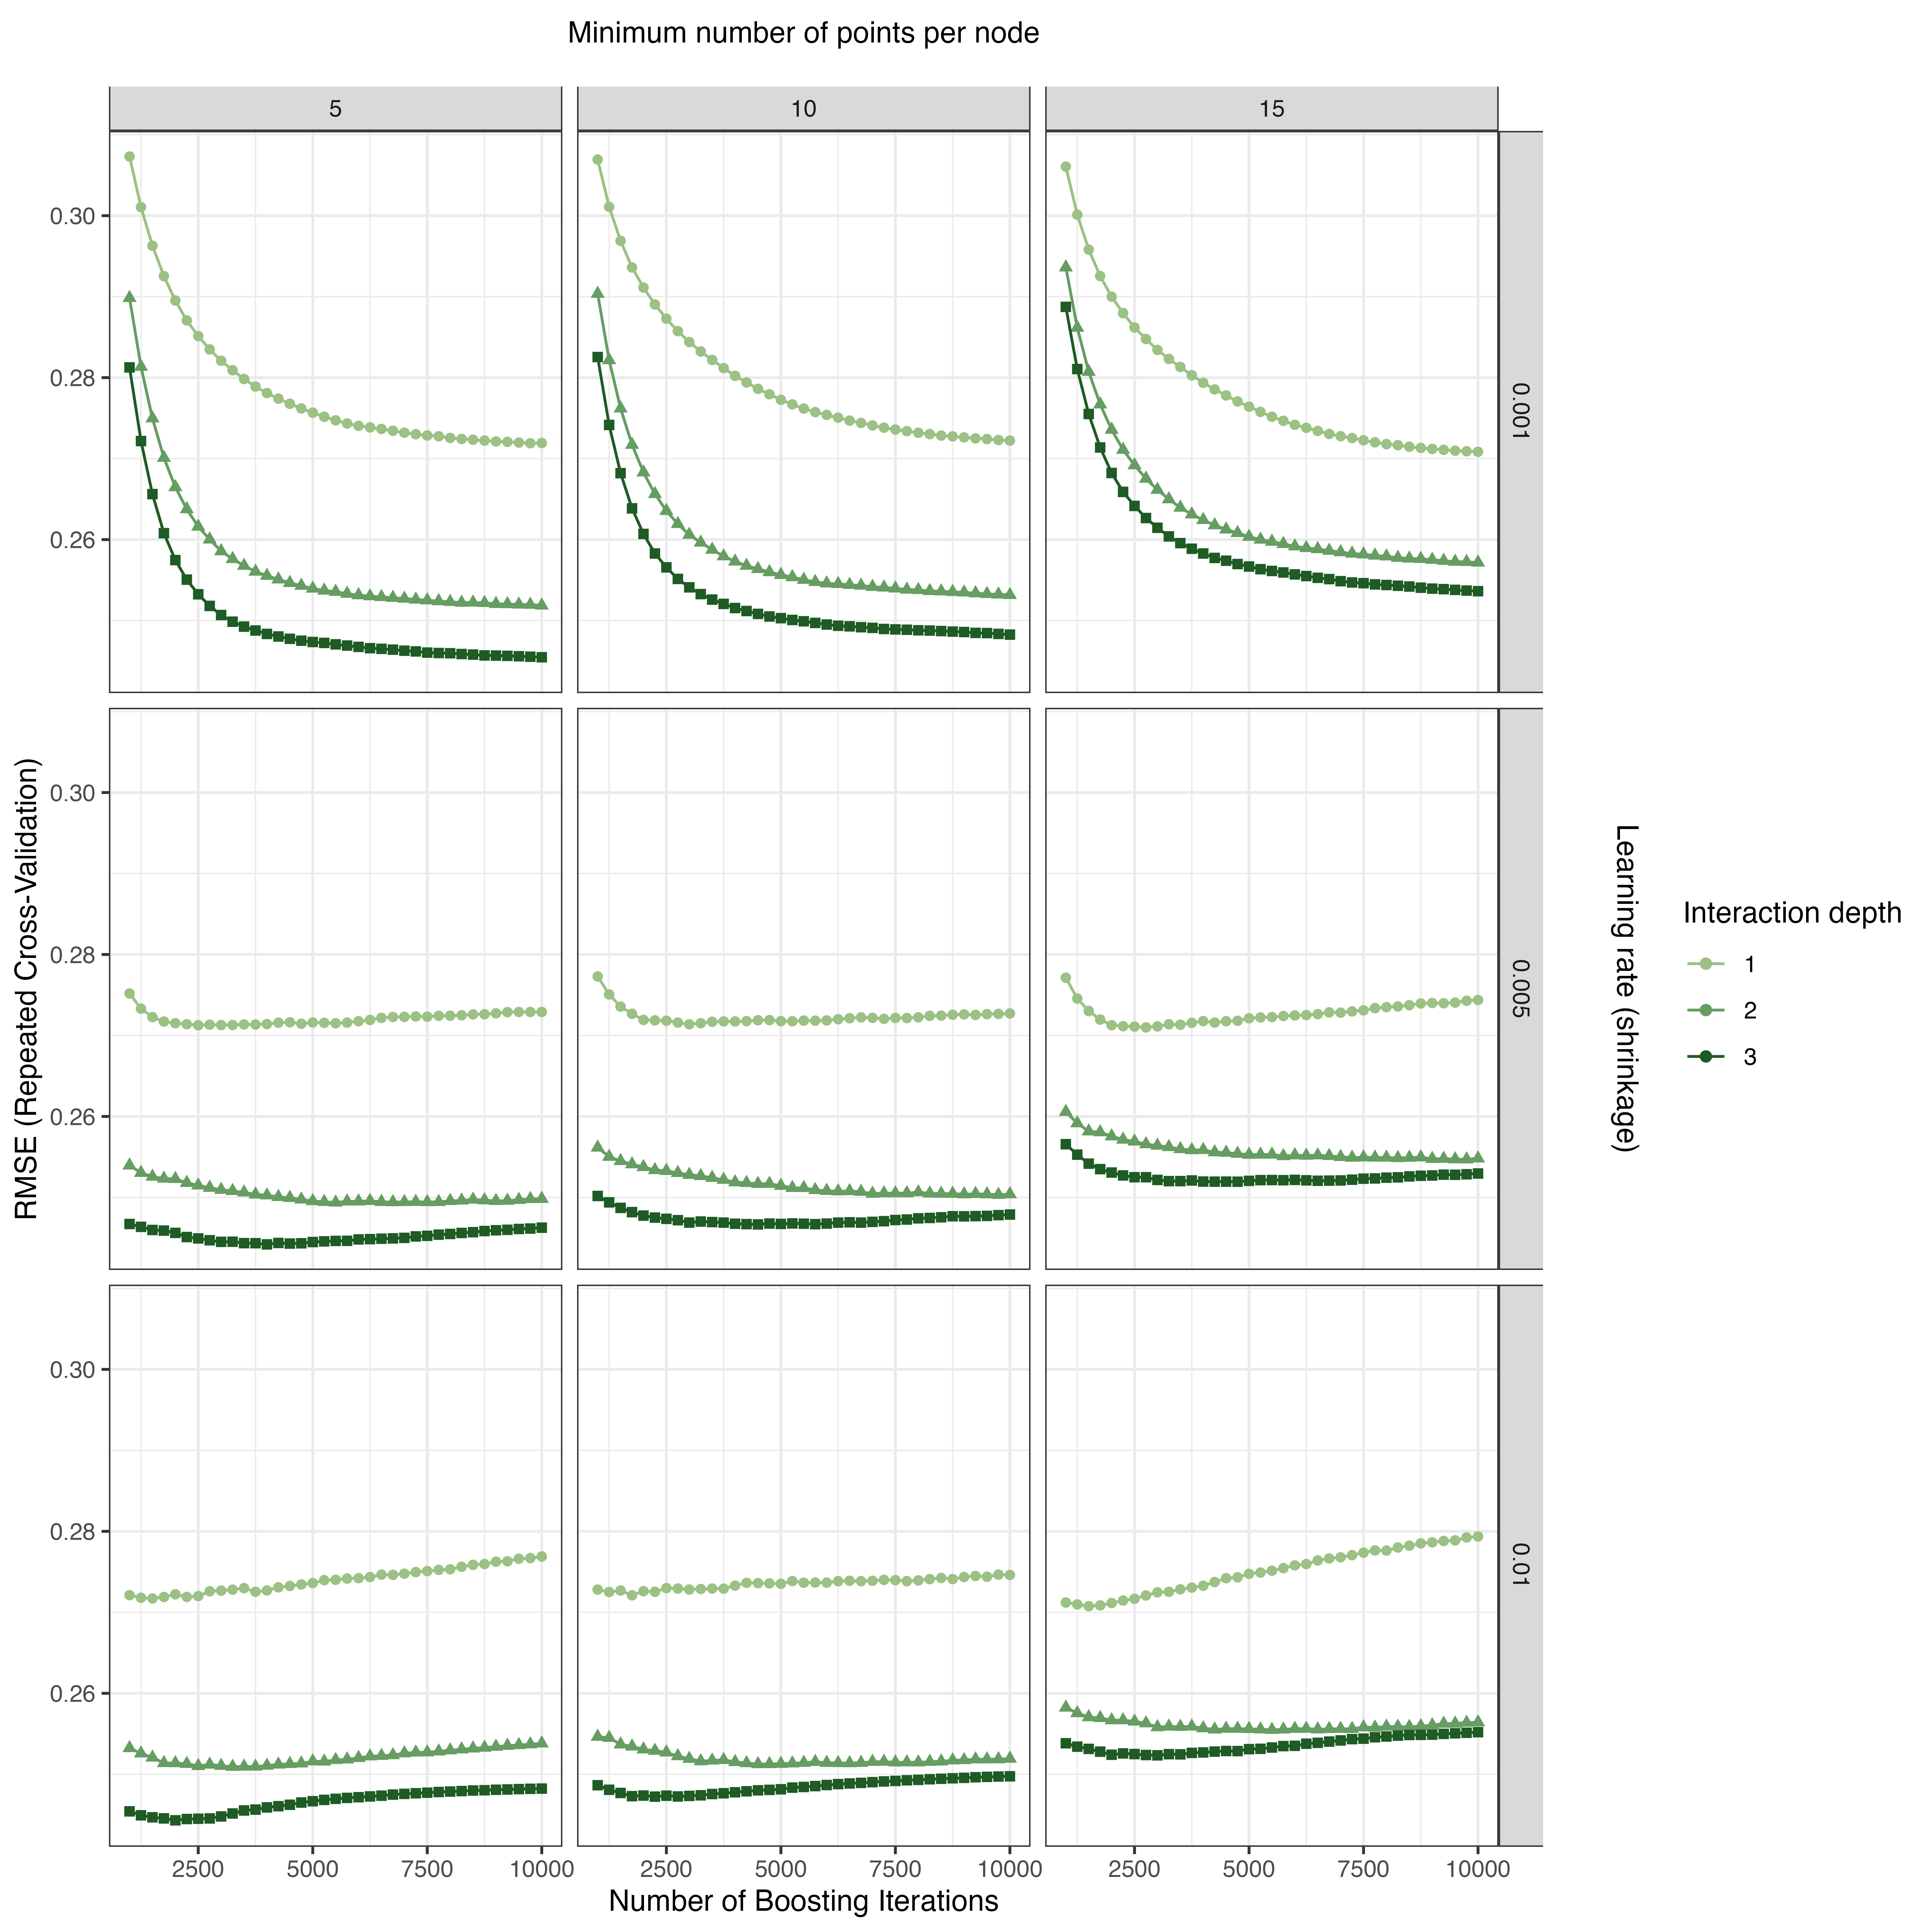 Minimum number of points per node
5 10 15
0.30
0.28
0.26
0.001
0.30
0.28
0.26
0.005
0.30
0.28
0.26
0.01
2500 5000 7500 10000 2500 5000 7500 10000 2500 5000 7500 10000
Number of Boosting Iterations
RMSE (Repeated Cross-Validation)
Learning rate (shrinkage)
Interaction depth
1
2
3